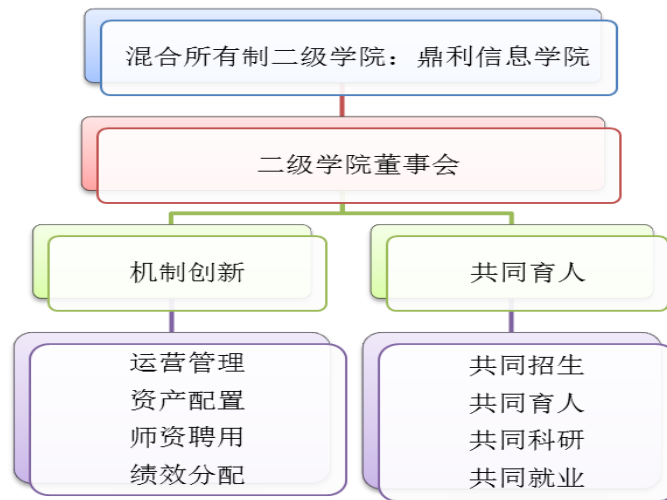 混合所有制二级学院：鼎利信息学院
二级学院董事会
机制创新
共同育人
运营管理
资产配置
师资聘用
绩效分配
共同招生
共同育人
共同科研
共同就业